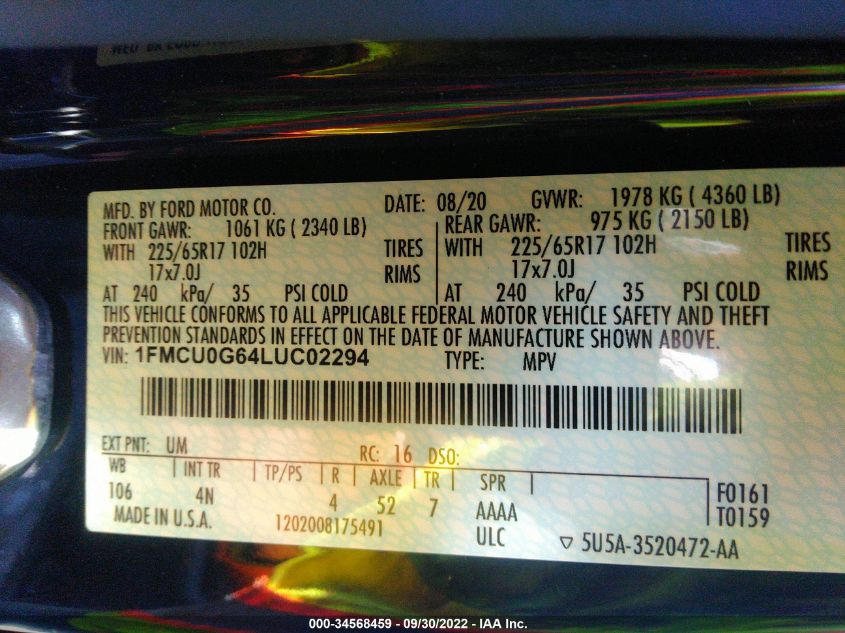 MFD. BY FORD MOTOR CO. DATE: 08/20 GVWR: 1978 KG ( 4360 LB)
FRONT GAWR: 1061 KG ( 2340 LB) REAR GAWR: 975 KG ( 2150 LB)
WITH 225/65R17 102H TIRES WITH 225/65R17 102H TIRES
17x7.0J RIMS 17x7.0J RIMS
AT 240 kPa/ 35 PSI COLD AT 240 kPa/ 35 PSI COLD
THIS VEHICLE CONFORMS TO ALL APPLICABLE FEDERAL MOTOR VEHICLE SAFETY AND THEFT
PREVENTION STANDARDS IN EFFECT ON THE DATE OF MANUFACTURE SHOWN ABOVE.
VIN: 1FMCU0G64LUC02294 TYPE: MPV
EXT PNT: UM RC: 16 DSO:
WB INT TR TP/PS R AXLE TR SPR
106 4N 4 52 7 AAAA F0161
MADE IN U.S.A. 1202008175491 ULC T0159
5U5A-3520472-AA
000-34568459 - 09/30/2022 - IAA Inc.